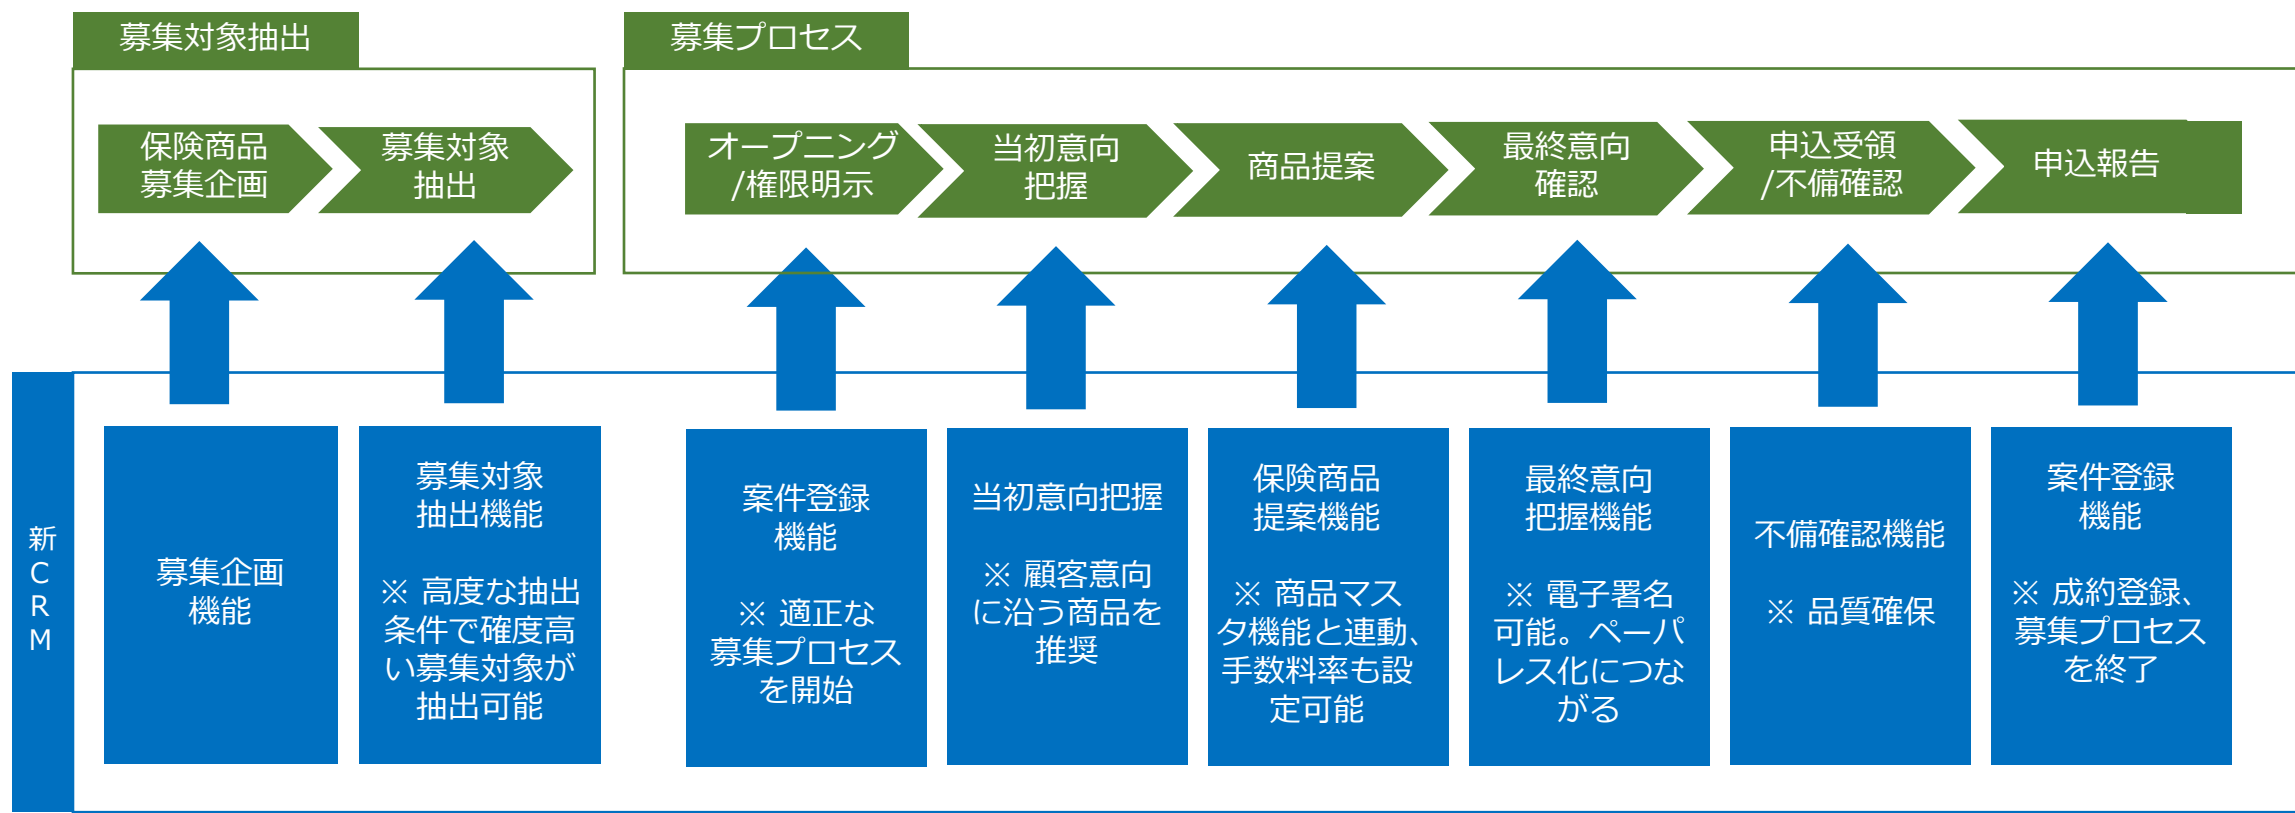 募集対象抽出
募集プロセス
保険商品
募集企画
募集対象
抽出
オープニング
/権限明示
当初意向
把握
商品提案
最終意向
確認
申込受領
/不備確認
申込報告
新
C
R
M
募集企画
機能
募集対象
抽出機能
※ 高度な抽出
条件で確度高
い募集対象が
抽出可能
案件登録
機能
※ 適正な
募集プロセス
を開始
当初意向把握
※ 顧客意向
に沿う商品を
推奨
保険商品
提案機能
※ 商品マス
タ機能と連動、
手数料率も設
定可能
最終意向
把握機能
※ 電子署名
可能。ペーパ
レス化につな
がる
不備確認機能
※ 品質確保
案件登録
機能
※ 成約登録、
募集プロセス
を終了